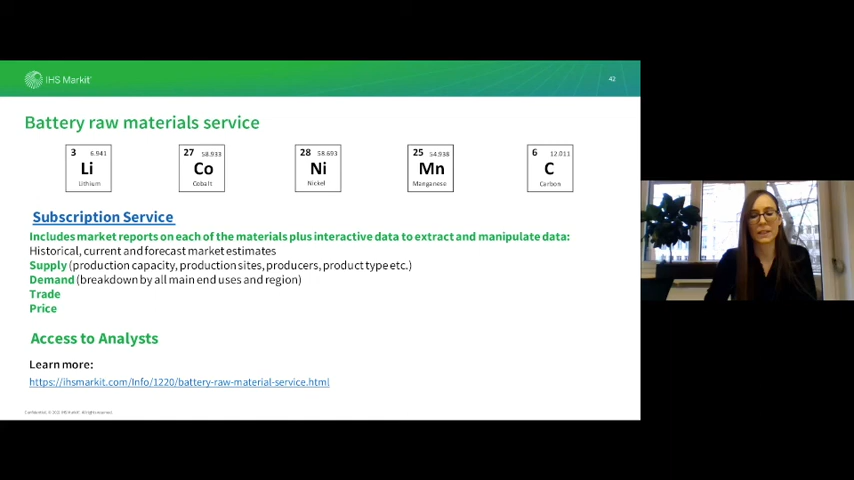 IHS Markit
42
Battery raw materials service
3 6.941
Li
Lithium
27 58.933
Co
Cobalt
28 58.693
Ni
Nickel
25 54.938
Mn
Manganese
6 12.011
C
Carbon
Subscription Service
Includes market reports on each of the materials plus interactive data to extract and manipulate data:
Historical, current and forecast market estimates
Supply (production capacity, production sites, producers, product type etc.)
Demand (breakdown by all main end uses and region)
Trade
Price
Access to Analysts
Learn more:
https://ihsmarkit.com/Info/1220/battery-raw-material-service.html